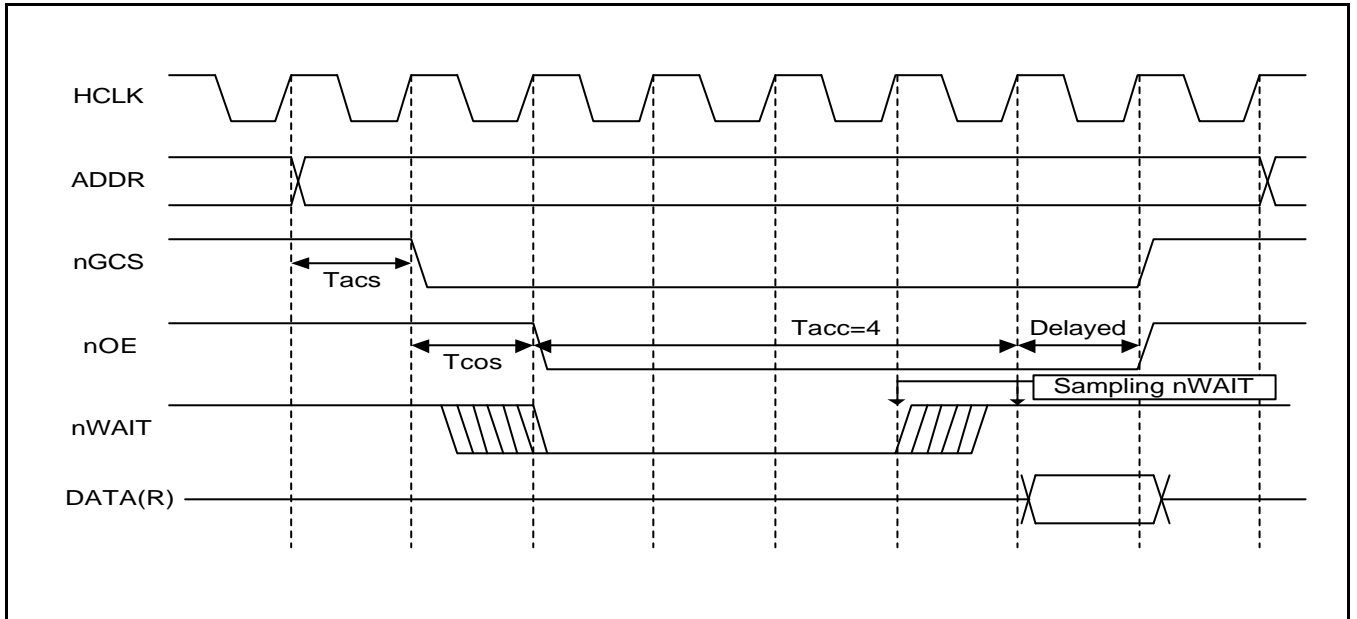 HCLK
ADDR
nGCS
Tacs
nOE
Tcos
Tacc=4
Delayed
Sampling nWAIT
nWAIT
DATA(R)